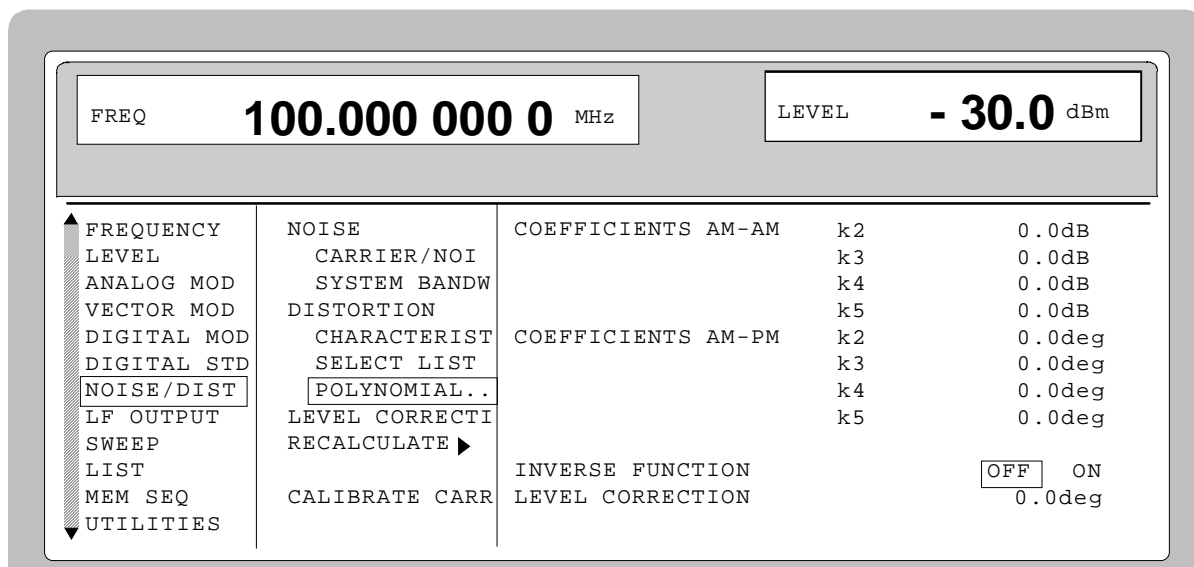 FREQ 100.000 000 0 MHz LEVEL - 30.0 dBm
FREQUENCY NOISE COEFFICIENTS AM-AM k2 0.0dB
LEVEL CARRIER/NOI k3 0.0dB
ANALOG MOD SYSTEM BANDW k4 0.0dB
VECTOR MOD DISTORTION k5 0.0dB
DIGITAL MOD CHARACTERIST COEFFICIENTS AM-PM k2 0.0deg
DIGITAL STD SELECT LIST k3 0.0deg
NOISE/DIST POLYNOMIAL.. k4 0.0deg
LF OUTPUT LEVEL CORRECTI k5 0.0deg
SWEEP RECALCULATE
LIST INVERSE FUNCTION OFF ON
MEM SEQ CALIBRATE CARR LEVEL CORRECTION 0.0deg
UTILITIES